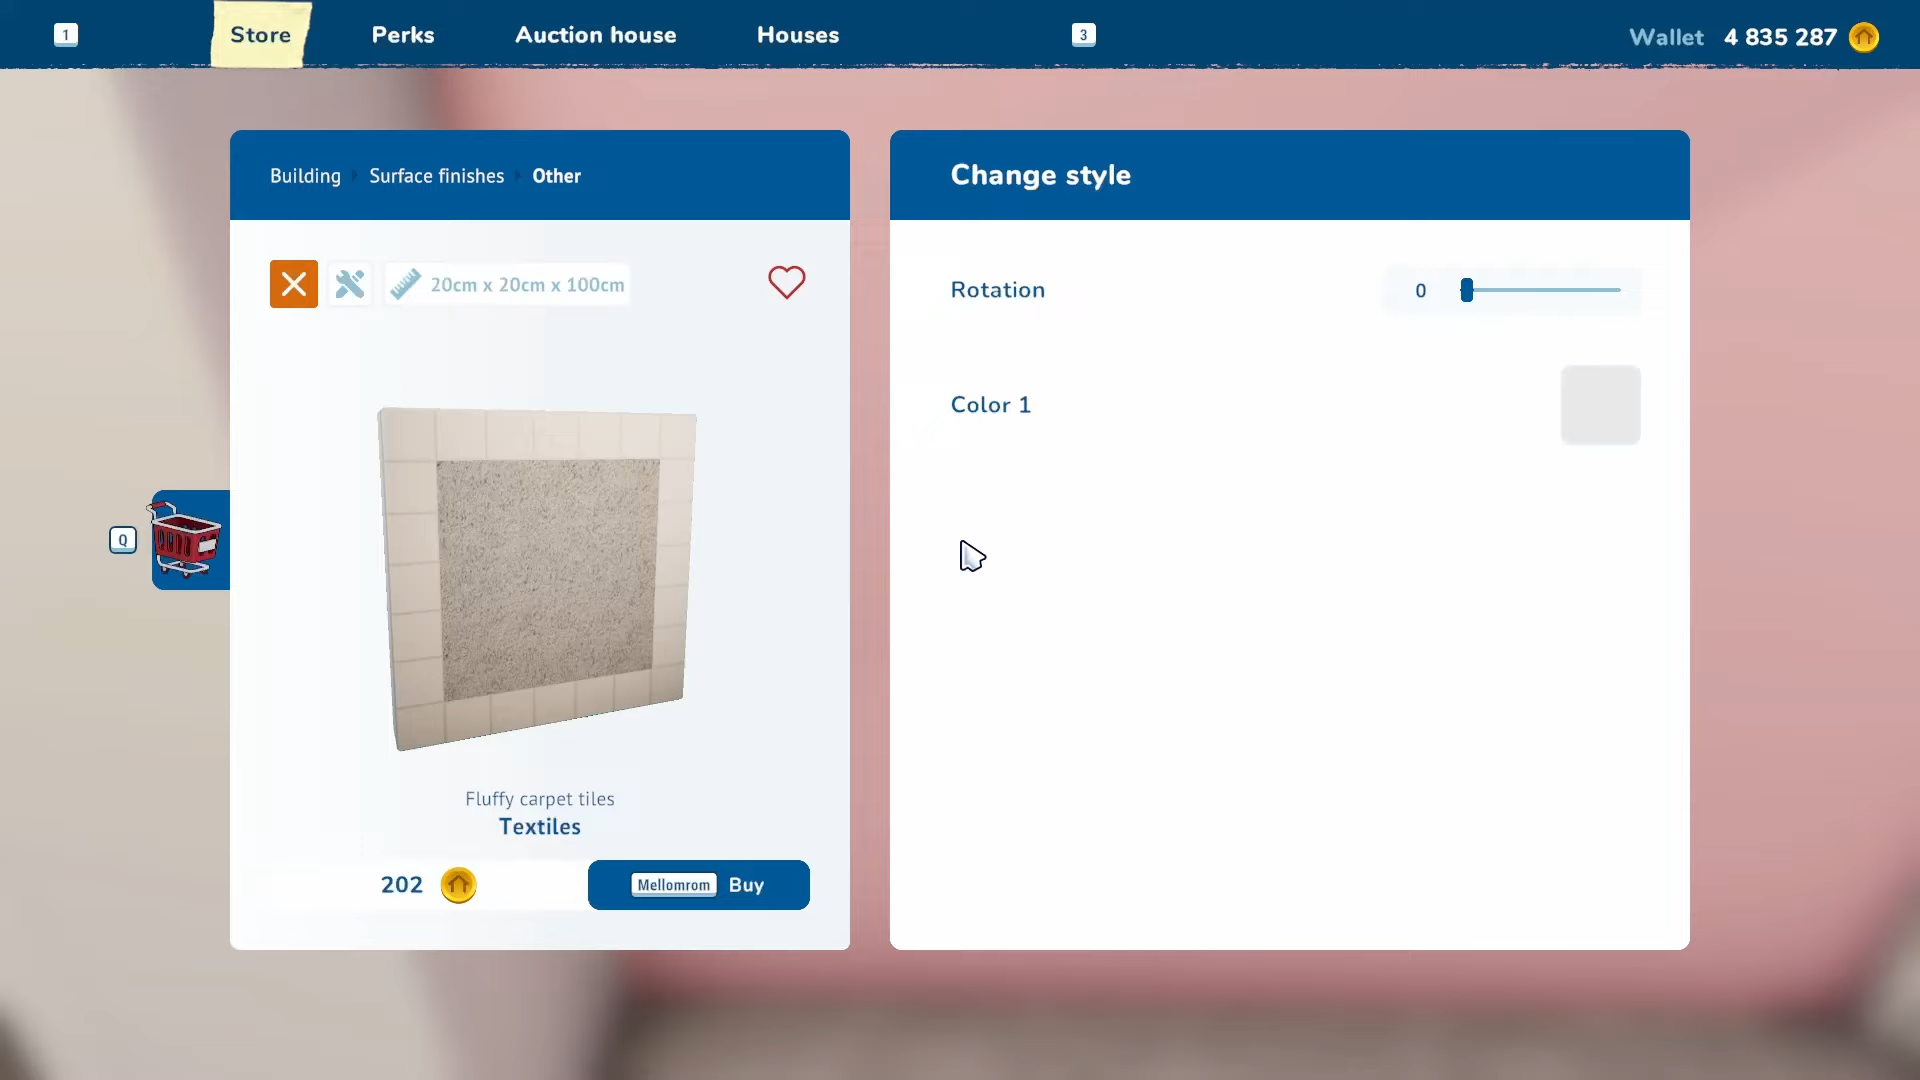 1
Store
Perks
Auction house
Houses
3
Wallet 4 835 287
Building Surface finishes Other
20cm x 20cm x 100cm
Q
Fluffy carpet tiles
Textiles
202
Mellomrom Buy
Change style
Rotation 0
Color 1